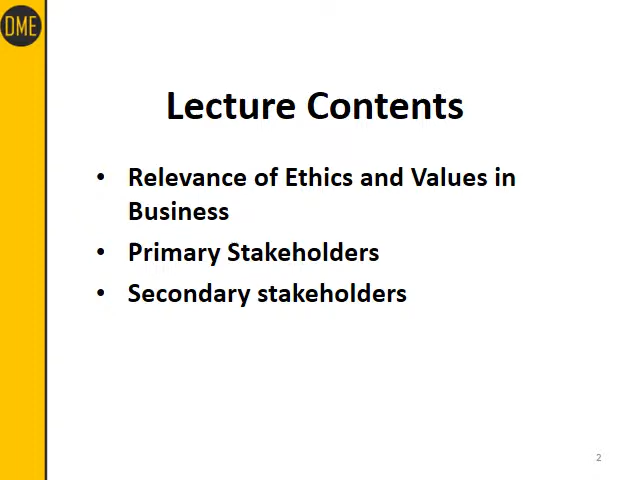 DME
Lecture Contents
• Relevance of Ethics and Values in
Business
• Primary Stakeholders
• Secondary stakeholders
2